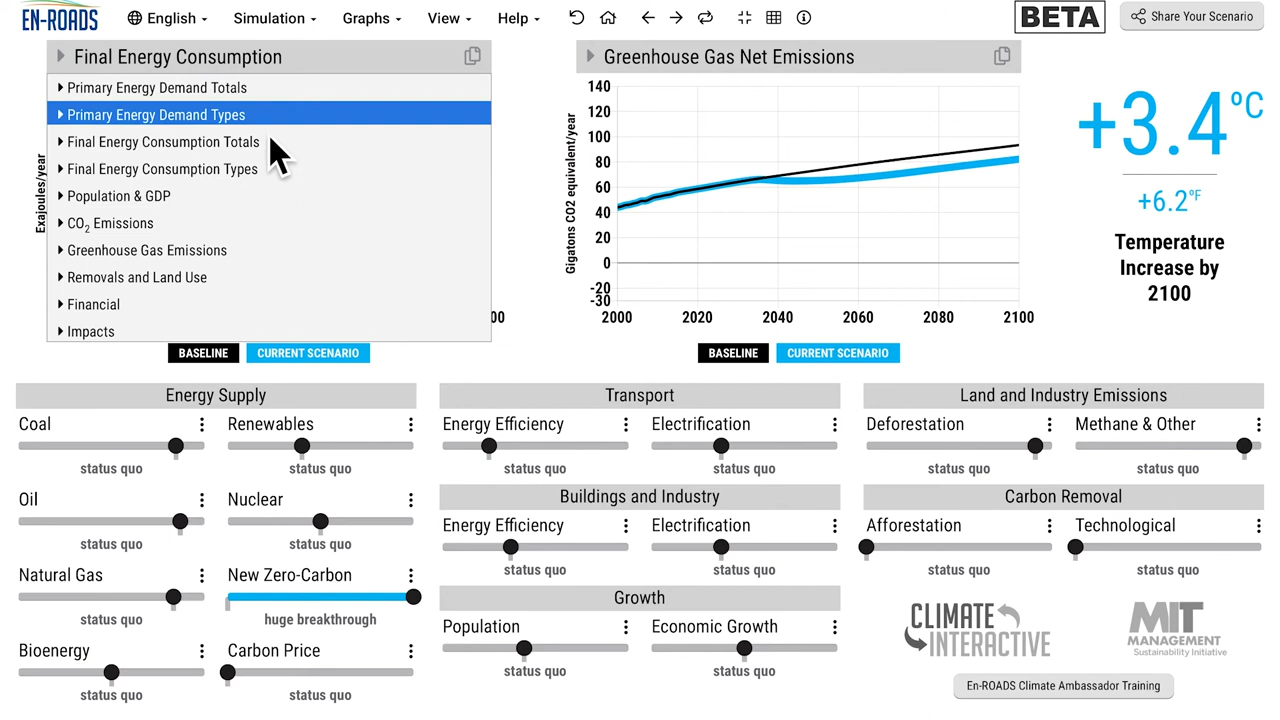 EN-ROADS
English
Simulation
Graphs
View
Help
BETA
Share Your Scenario
Final Energy Consumption
Primary Energy Demand Totals
Primary Energy Demand Types
Final Energy Consumption Totals
Final Energy Consumption Types
Population & GDP
CO2 Emissions
Greenhouse Gas Emissions
Removals and Land Use
Financial
Impacts
Exajoules/year
00
BASELINE
CURRENT SCENARIO
Greenhouse Gas Net Emissions
Gigatons CO2 equivalent/year
140
120
100
80
60
40
20
0
-20
-30
2000 2020 2040 2060 2080 2100
BASELINE
CURRENT SCENARIO
+3.4°C
+6.2°F
Temperature
Increase by
2100
Energy Supply
Coal
status quo
Renewables
status quo
Oil
status quo
Nuclear
status quo
Natural Gas
status quo
New Zero-Carbon
huge breakthrough
Bioenergy
status quo
Carbon Price
status quo
Transport
Energy Efficiency
status quo
Electrification
status quo
Buildings and Industry
Energy Efficiency
status quo
Electrification
status quo
Growth
Population
status quo
Economic Growth
status quo
Land and Industry Emissions
Deforestation
status quo
Methane & Other
status quo
Carbon Removal
Afforestation
status quo
Technological
status quo
CLIMATE
INTERACTIVE
MIT
MANAGEMENT
Sustainability Initiative
En-ROADS Climate Ambassador Training